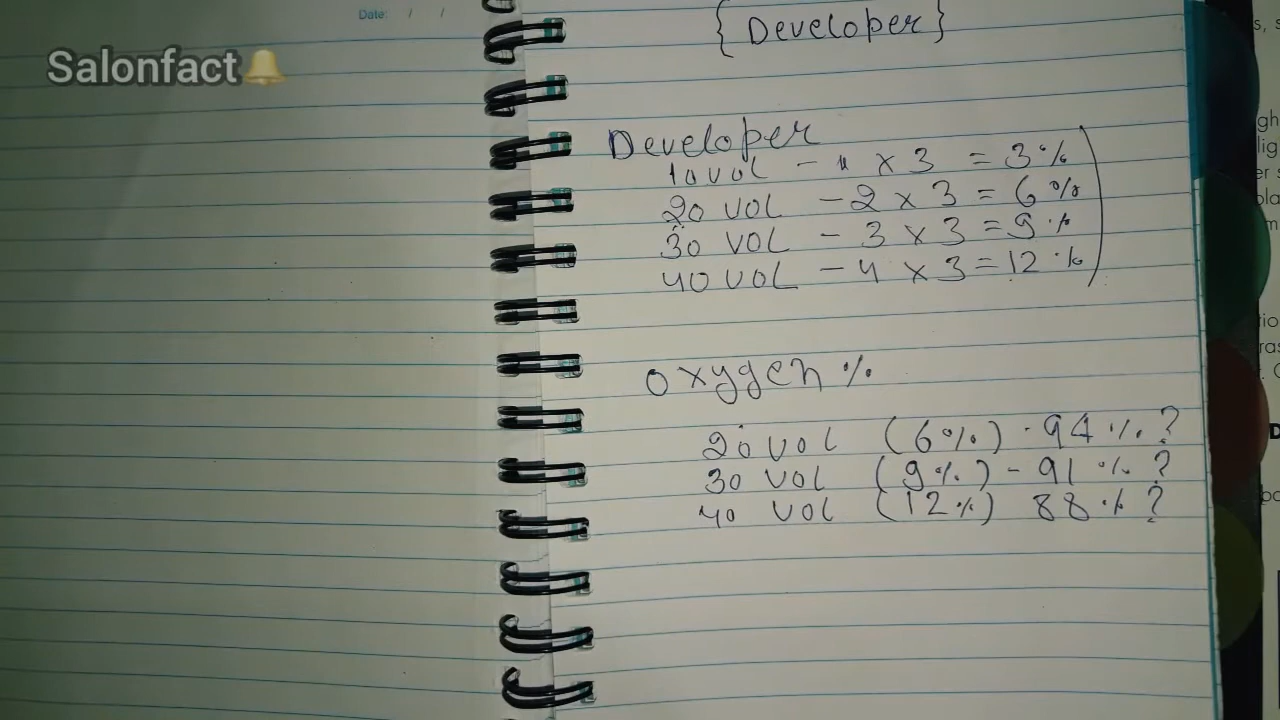 Date: / /
Salonfact
{Developer}
Developer
10 VOL - 1 x 3 = 3%
20 VOL - 2 x 3 = 6%
30 VOL - 3 x 3 = 9%
40 VOL - 4 x 3 = 12%
oxygen %
20 VOL (6%) - 94%?
30 VOL (9%) - 91%?
40 VOL (12%) 88%?